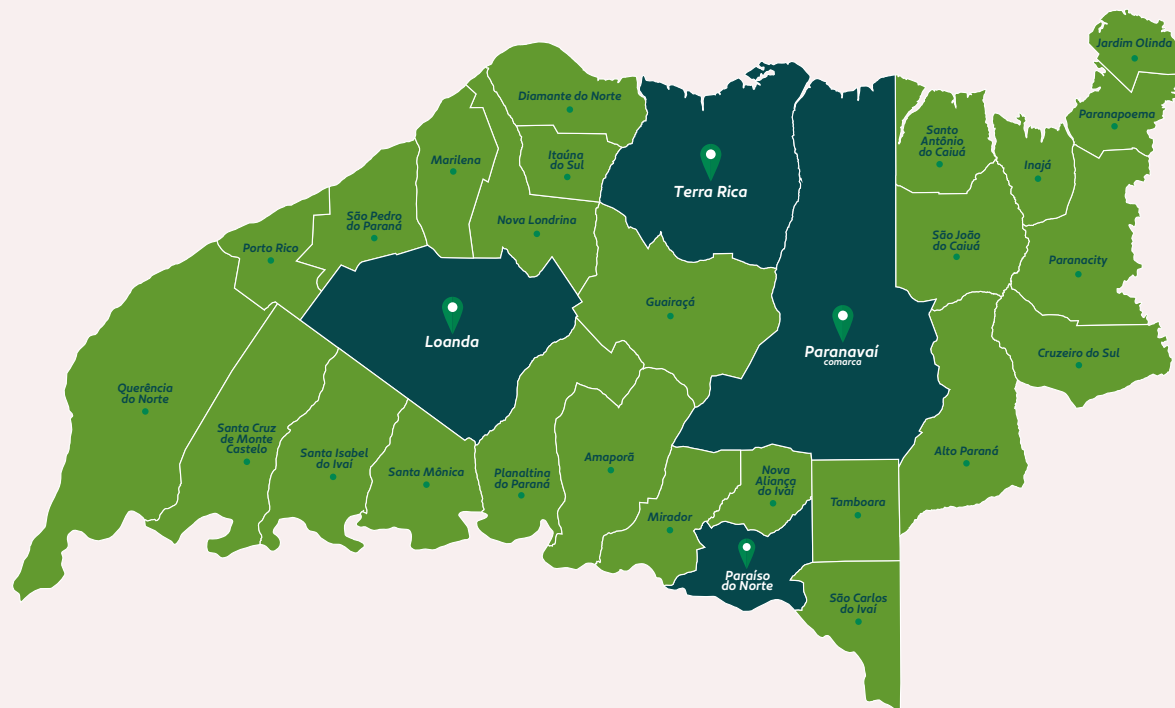 Jardim Olinda
Diamante do Norte
Paranapoema
Santo
Antônio
do Caiuá
Marilena
Itaúna
do Sul
Inajá
Terra Rica
São Pedro
do Paraná
Nova Londrina
São João
do Caiuá
Porto Rico
Paranacity
Guairaçá
Loanda
Paranavaí
comarca
Cruzeiro do Sul
Querência
do Norte
Santa Cruz
de Monte
Castelo
Santa Isabel
do Ivaí
Santa Mônica
Planaltina
do Paraná
Amaporã
Alto Paraná
Nova
Aliança
do Ivaí
Tamboara
Mirador
Paraíso
do Norte
São Carlos
do Ivaí